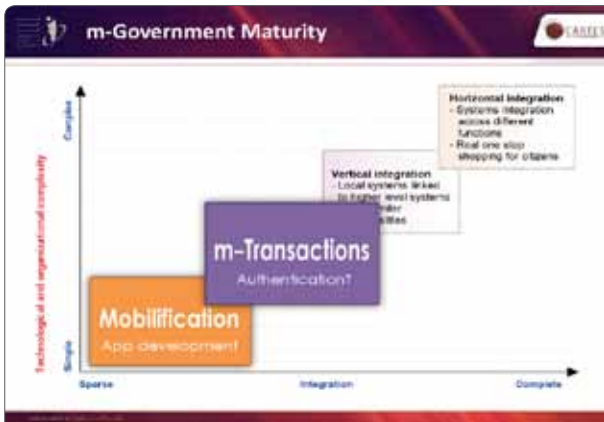 m-Government Maturity
CAREES
Technological and organizational complexity
Complex
Simple
Horizontal integration
- Systems integration
across different
functions
- Real one stop
shopping for citizens
Vertical integration
- Local systems linked
to higher level systems
m-Transactions
Authentication?
Mobilification
App development
Sparse
Integration
Complete